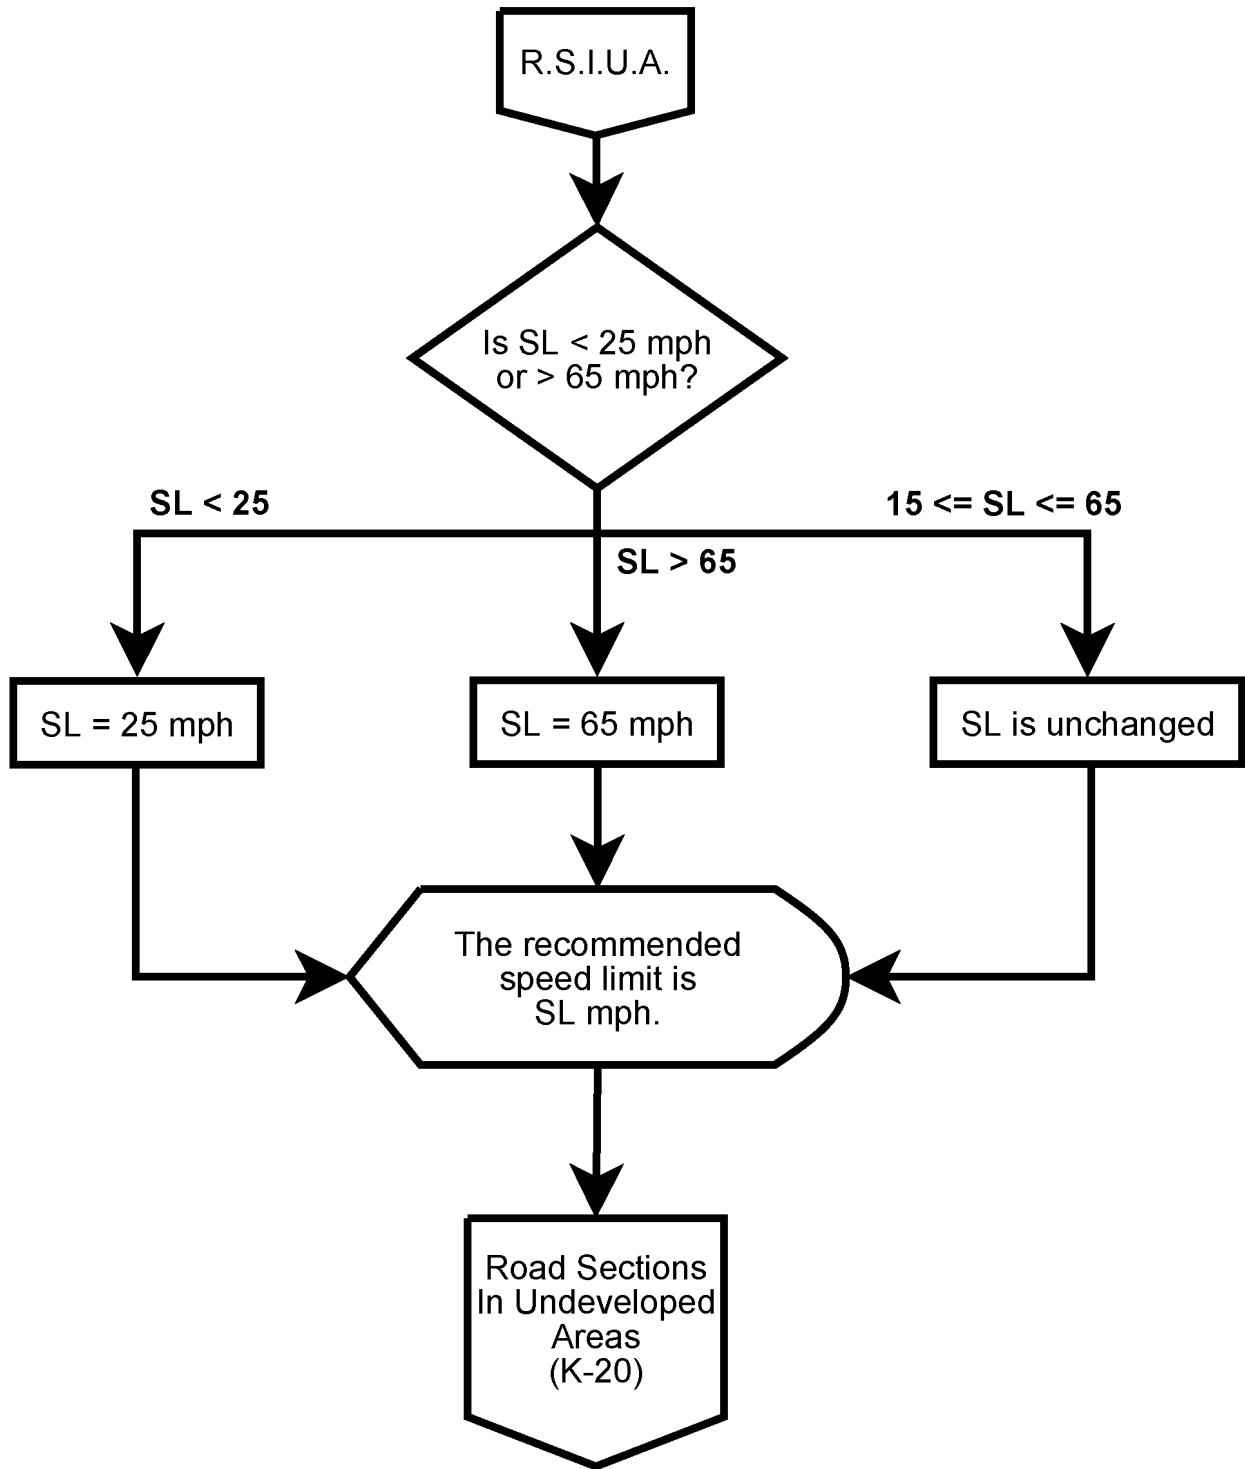 R.S.I.U.A.
Is SL < 25 mph
or > 65 mph?
SL < 25
15 <= SL <= 65
SL > 65
SL = 25 mph
SL = 65 mph
SL is unchanged
The recommended
speed limit is
SL mph.
Road Sections
In Undeveloped
Areas
(K-20)